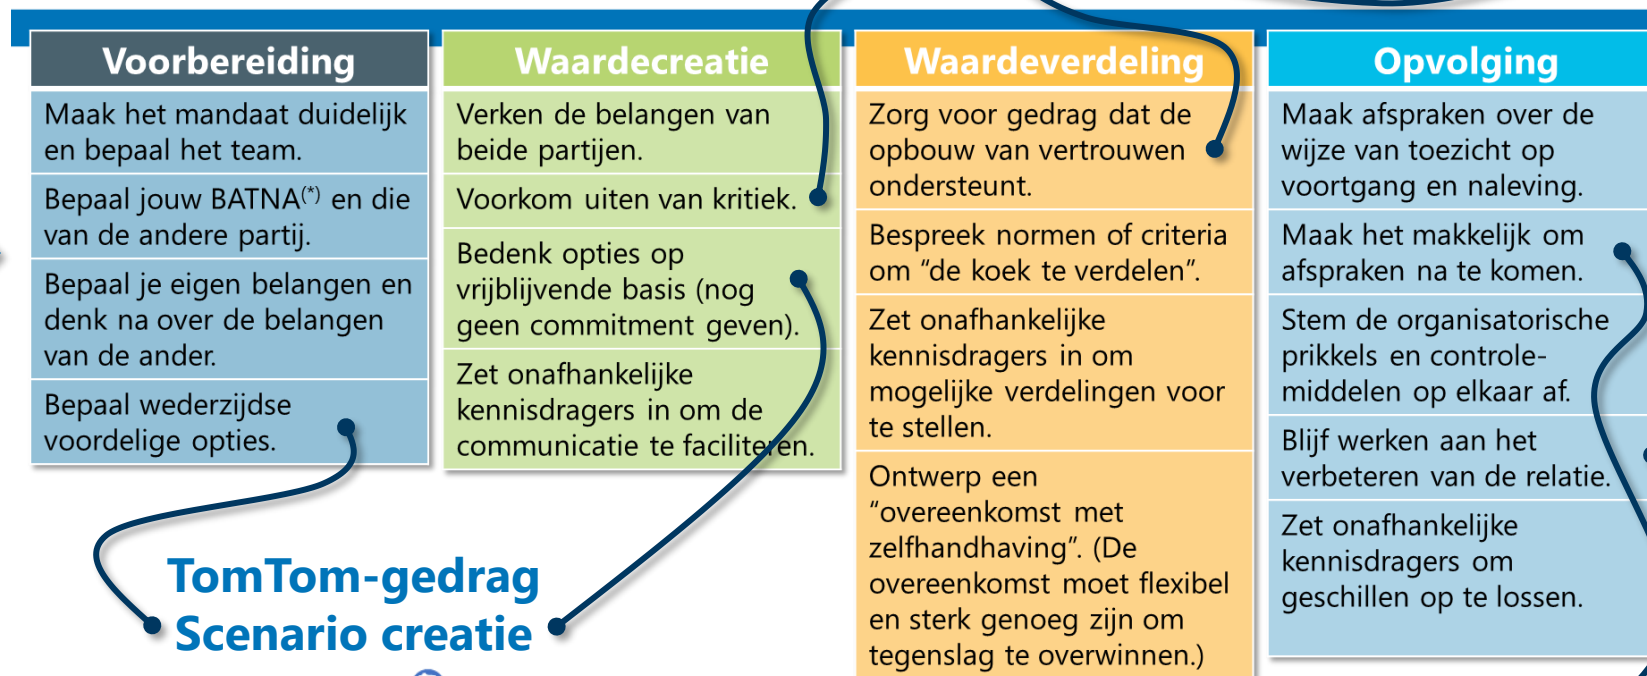 Voorbereiding
Maak het mandaat duidelijk
en bepaal het team.
Bepaal jouw BATNA(*) en die
van de andere partij.
Bepaal je eigen belangen en
denk na over de belangen
van de ander.
Bepaal wederzijdse
voordelige opties.
Waardecreatie
Verken de belangen van
beide partijen.
Voorkom uiten van kritiek.
Bedenk opties op
vrijblijvende basis (nog
geen commitment geven).
Zet onafhankelijke
kennisdragers in om de
communicatie te faciliteren.
Waardeverdeling
Zorg voor gedrag dat de
opbouw van vertrouwen
ondersteunt.
Bespreek normen of criteria
om “de koek te verdelen”.
Zet onafhankelijke
kennisdragers in om
mogelijke verdelingen voor
te stellen.
Ontwerp een
“overeenkomst met
zelfhandhaving”. (De
overeenkomst moet flexibel
en sterk genoeg zijn om
tegenslag te overwinnen.)
Opvolging
Maak afspraken over de
wijze van toezicht op
voortgang en naleving.
Maak het makkelijk om
afspraken na te komen.
Stem de organisatorische
prikkels en controle-
middelen op elkaar af.
Blijf werken aan het
verbeteren van de relatie.
Zet onafhankelijke
kennisdragers om
geschillen op te lossen.
TomTom-gedrag
Scenario creatie